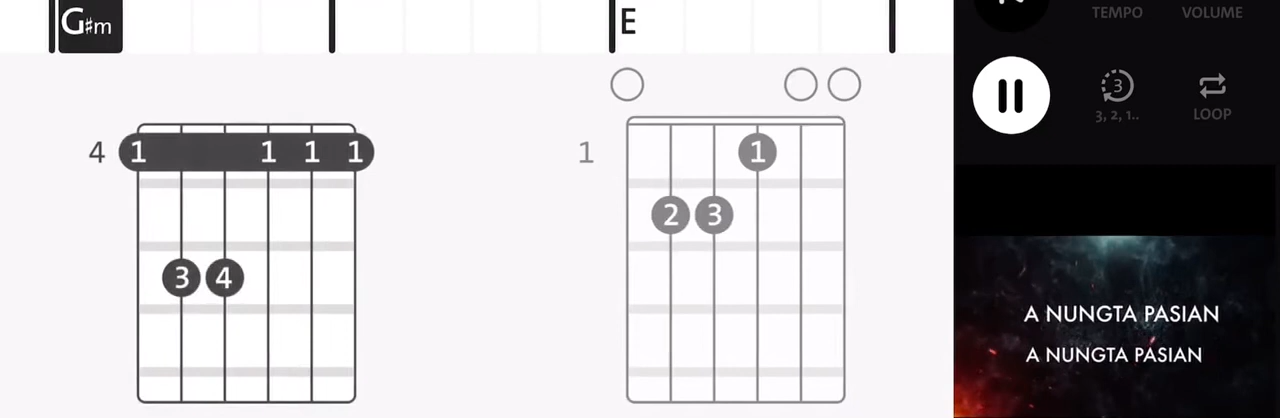 G#m
E
TEMPO VOLUME
3
3, 2, 1.. LOOP
4 1 1 1 1
3 4
1 1
2 3
A NUNGTA PASIAN
A NUNGTA PASIAN